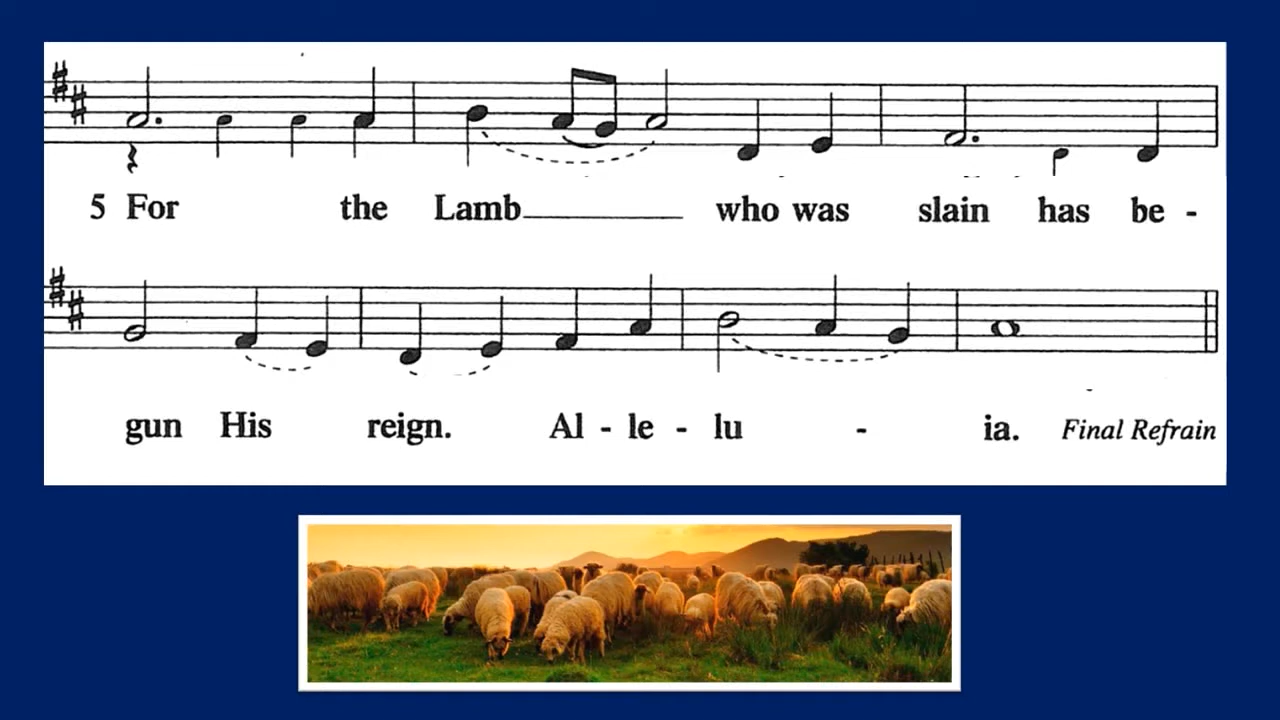 5 For the Lamb who was slain has be -
gun His reign. Al - le - lu - ia. Final Refrain